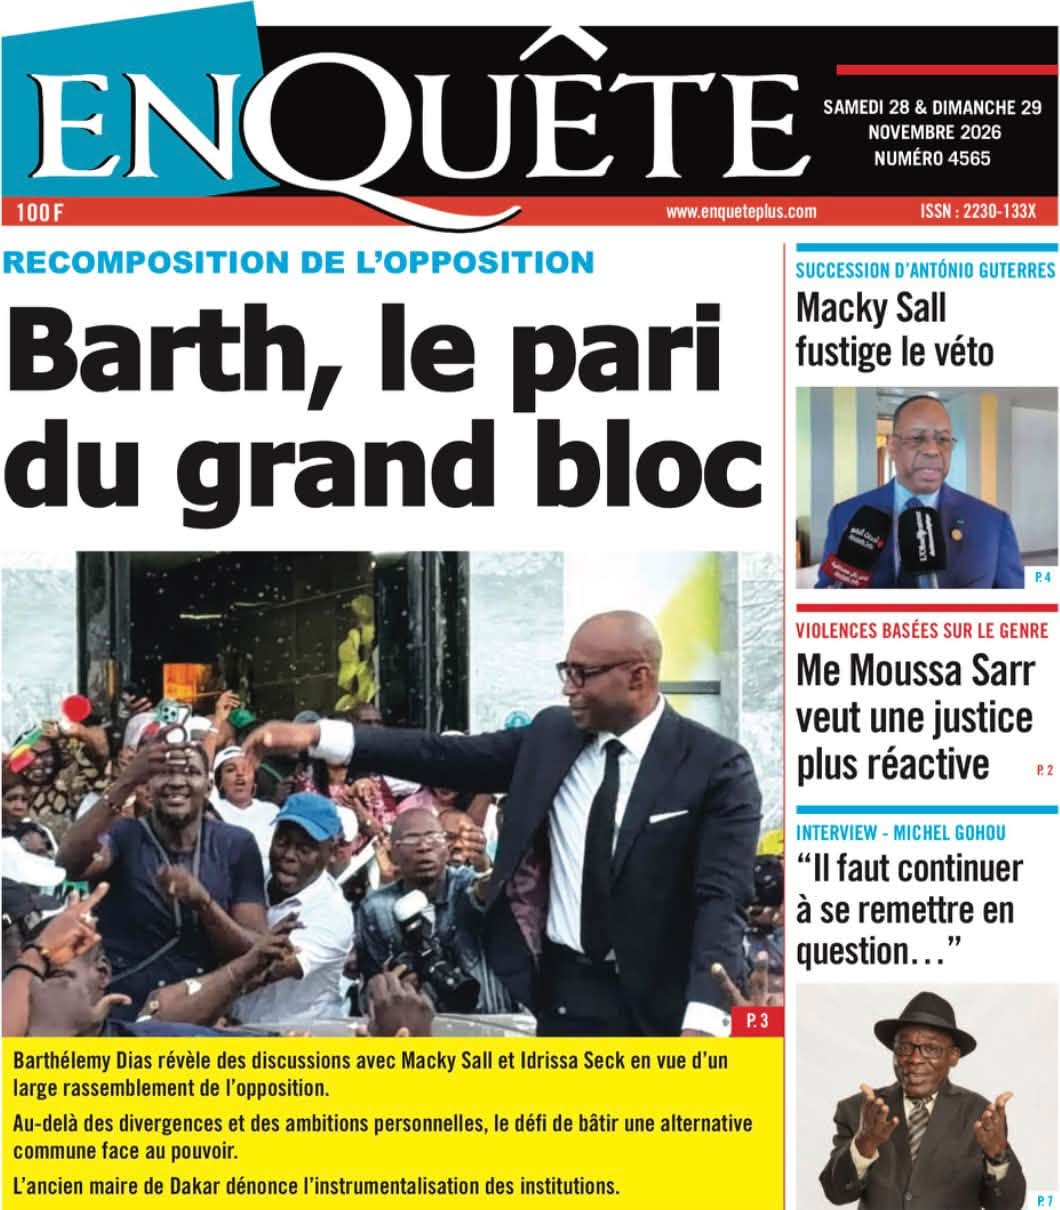 ENQUÊTE
SAMEDI 28 & DIMANCHE 29
NOVEMBRE 2026
NUMÉRO 4565
100 F
www.enqueteplus.com
ISSN : 2230-133X
RECOMPOSITION DE L'OPPOSITION
Barth, le pari
du grand bloc
P. 3
Barthélemy Dias révèle des discussions avec Macky Sall et Idrissa Seck en vue d'un
large rassemblement de l'opposition.
Au-delà des divergences et des ambitions personnelles, le défi de bâtir une alternative
commune face au pouvoir.
L'ancien maire de Dakar dénonce l'instrumentalisation des institutions.
SUCCESSION D'ANTÓNIO GUTERRES
Macky Sall
fustige le véto
P. 4
VIOLENCES BASÉES SUR LE GENRE
Me Moussa Sarr
veut une justice
plus réactive
P. 2
INTERVIEW - MICHEL GOHOU
“Il faut continuer
à se remettre en
question...”
P. 7